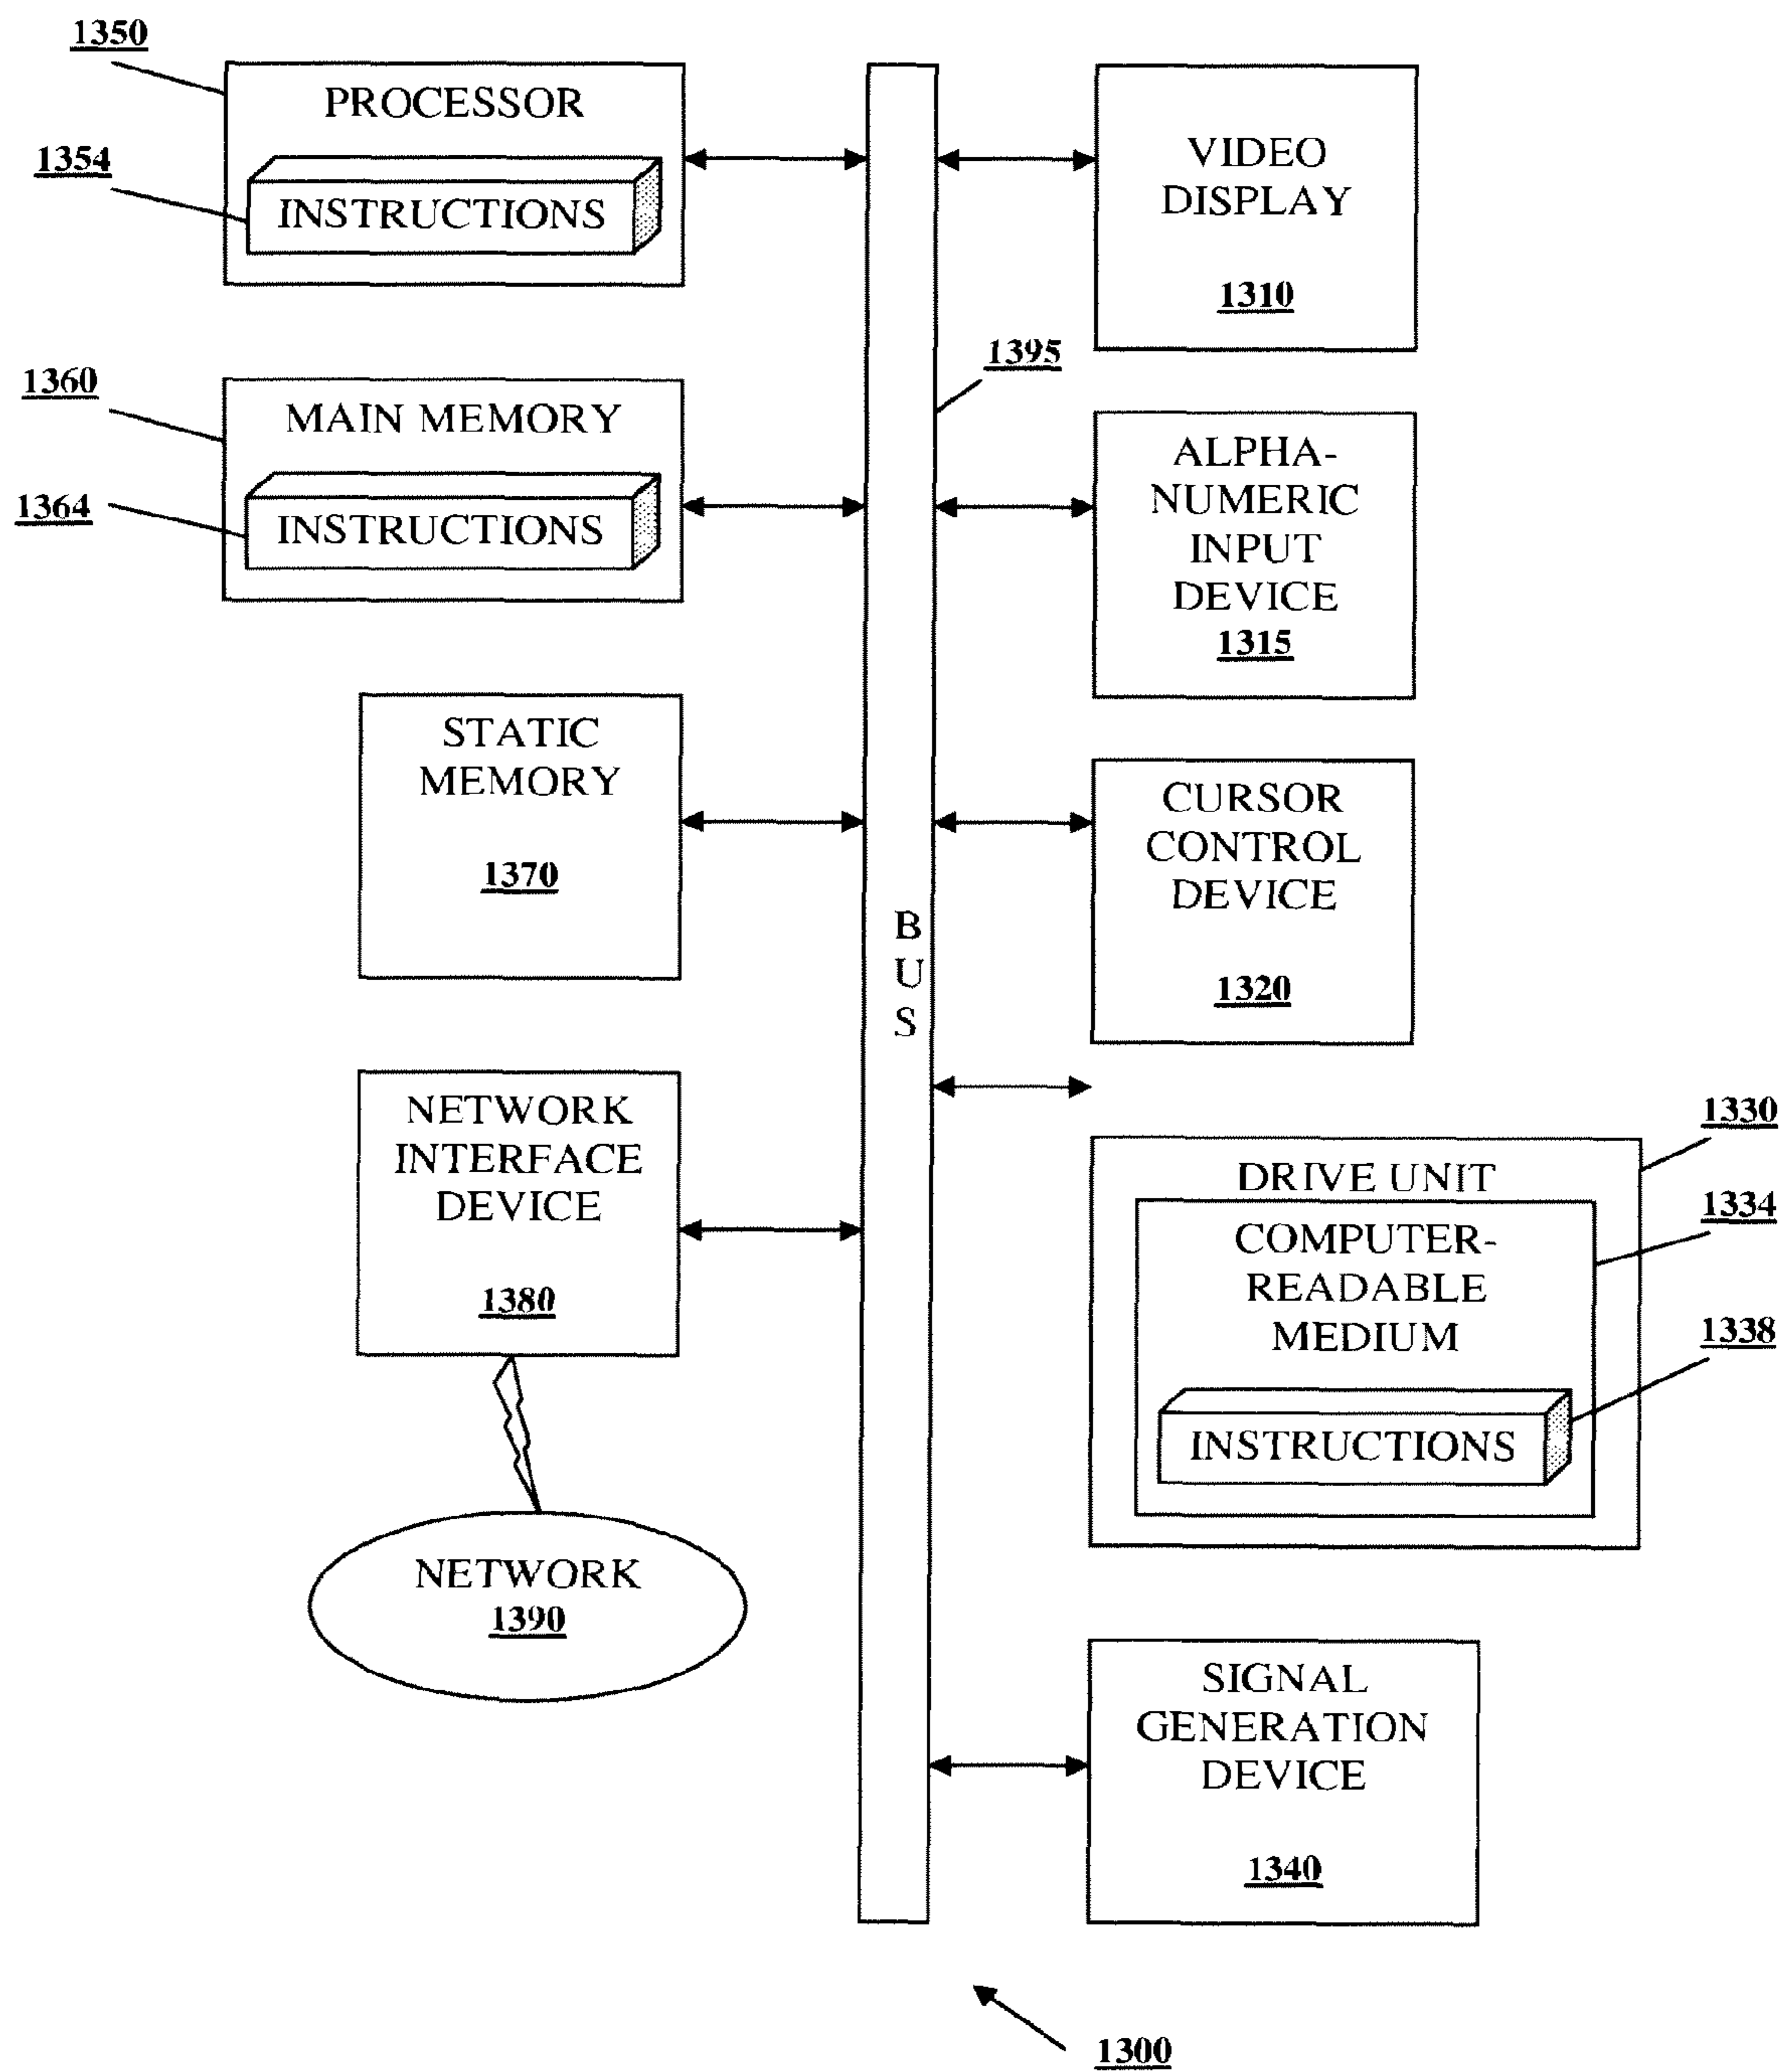 1350
PROCESSOR
1354
INSTRUCTIONS
1360
MAIN MEMORY
1364
INSTRUCTIONS
STATIC
MEMORY
1370
NETWORK
INTERFACE
DEVICE
1380
NETWORK
1390
B
U
S
1395
VIDEO
DISPLAY
1310
ALPHA-
NUMERIC
INPUT
DEVICE
1315
CURSOR
CONTROL
DEVICE
1320
1330
DRIVE UNIT
1334
COMPUTER-
READABLE
MEDIUM
1338
INSTRUCTIONS
SIGNAL
GENERATION
DEVICE
1340
1300